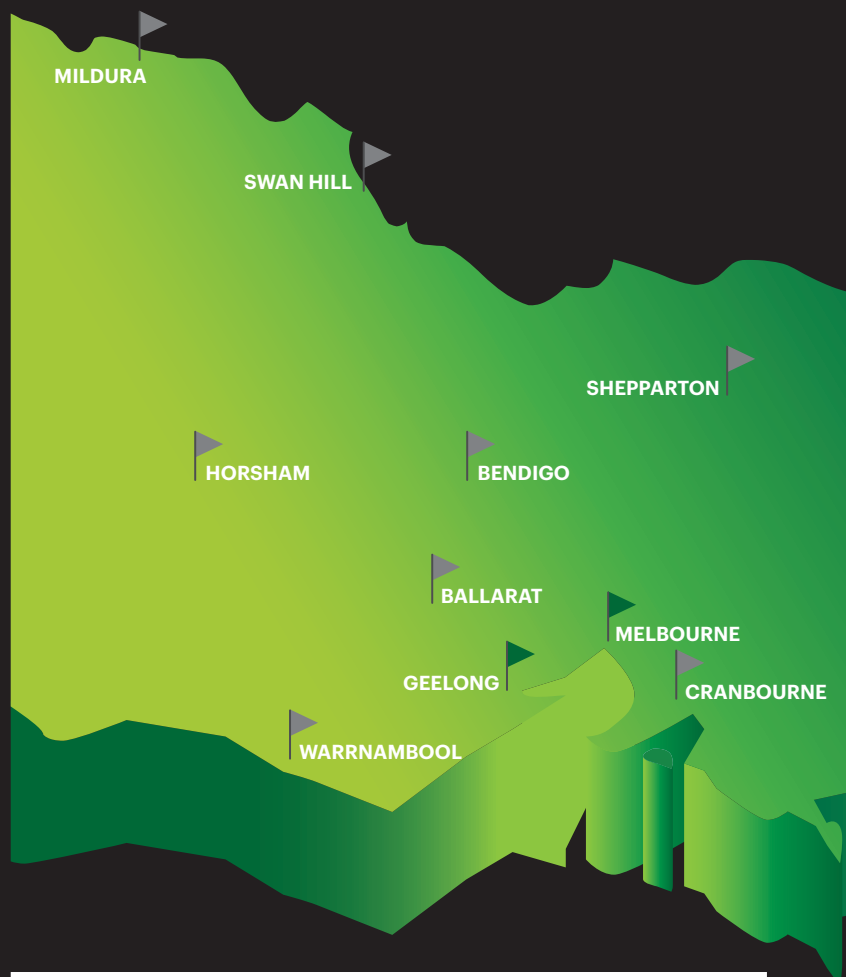 MILDURA
SWAN HILL
SHEPPARTON
HORSHAM
BENDIGO
BALLARAT
MELBOURNE
GEELONG
CRANBOURNE
WARRNAMBOOL